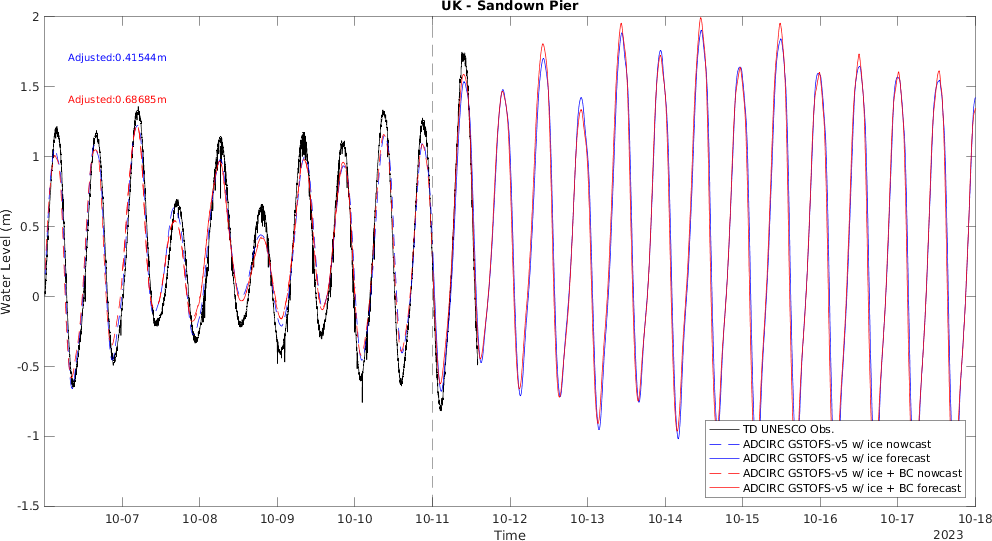 UK - Sandown Pier
Adjusted:0.41544m
Adjusted:0.68685m
Water Level (m)
2
1.5
1
0.5
0
-0.5
-1
-1.5
TD UNESCO Obs.
ADCIRC GSTOFS-v5 w/ ice nowcast
ADCIRC GSTOFS-v5 w/ ice forecast
ADCIRC GSTOFS-v5 w/ ice + BC nowcast
ADCIRC GSTOFS-v5 w/ ice + BC forecast
10-07 10-08 10-09 10-10 10-11 10-12 10-13 10-14 10-15 10-16 10-17 10-18
Time
2023